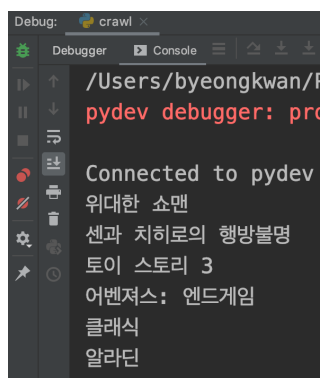 Debug: crawl
Debugger Console
/Users/byeongkwan/
pydev debugger:
Connected to pydev
위대한 쇼맨
센과 치히로의 행방불명
토이 스토리 3
어벤져스: 엔드게임
클래식
알라딘